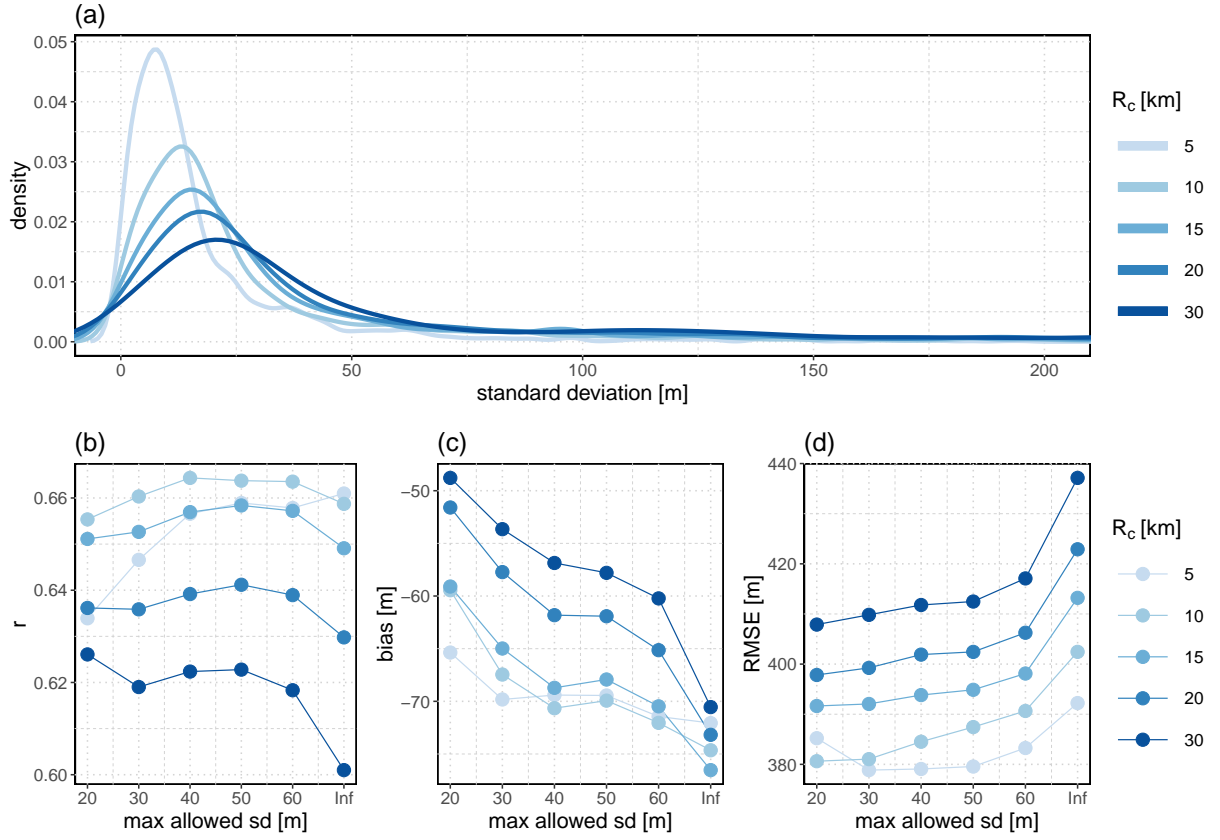 (a)
0.05
0.04
0.03
0.02
0.01
0.00
density
0
50
100
150
200
standard deviation [m]
R_c [km]
5
10
15
20
30
(b)
0.66
0.64
0.62
0.60
r
20 30 40 50 60 Inf
max allowed sd [m]
(c)
−50
−60
−70
bias [m]
20 30 40 50 60 Inf
max allowed sd [m]
(d)
440
420
400
380
RMSE [m]
20 30 40 50 60 Inf
max allowed sd [m]
R_c [km]
5
10
15
20
30